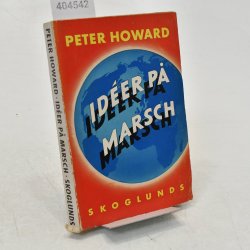 404542
PETER HOWARD
IDÉER PÅ
MARSCH
SKOGLUNDS
PETER HOWARD · IDÉER PÅ MARSCH · SKOGLUNDS